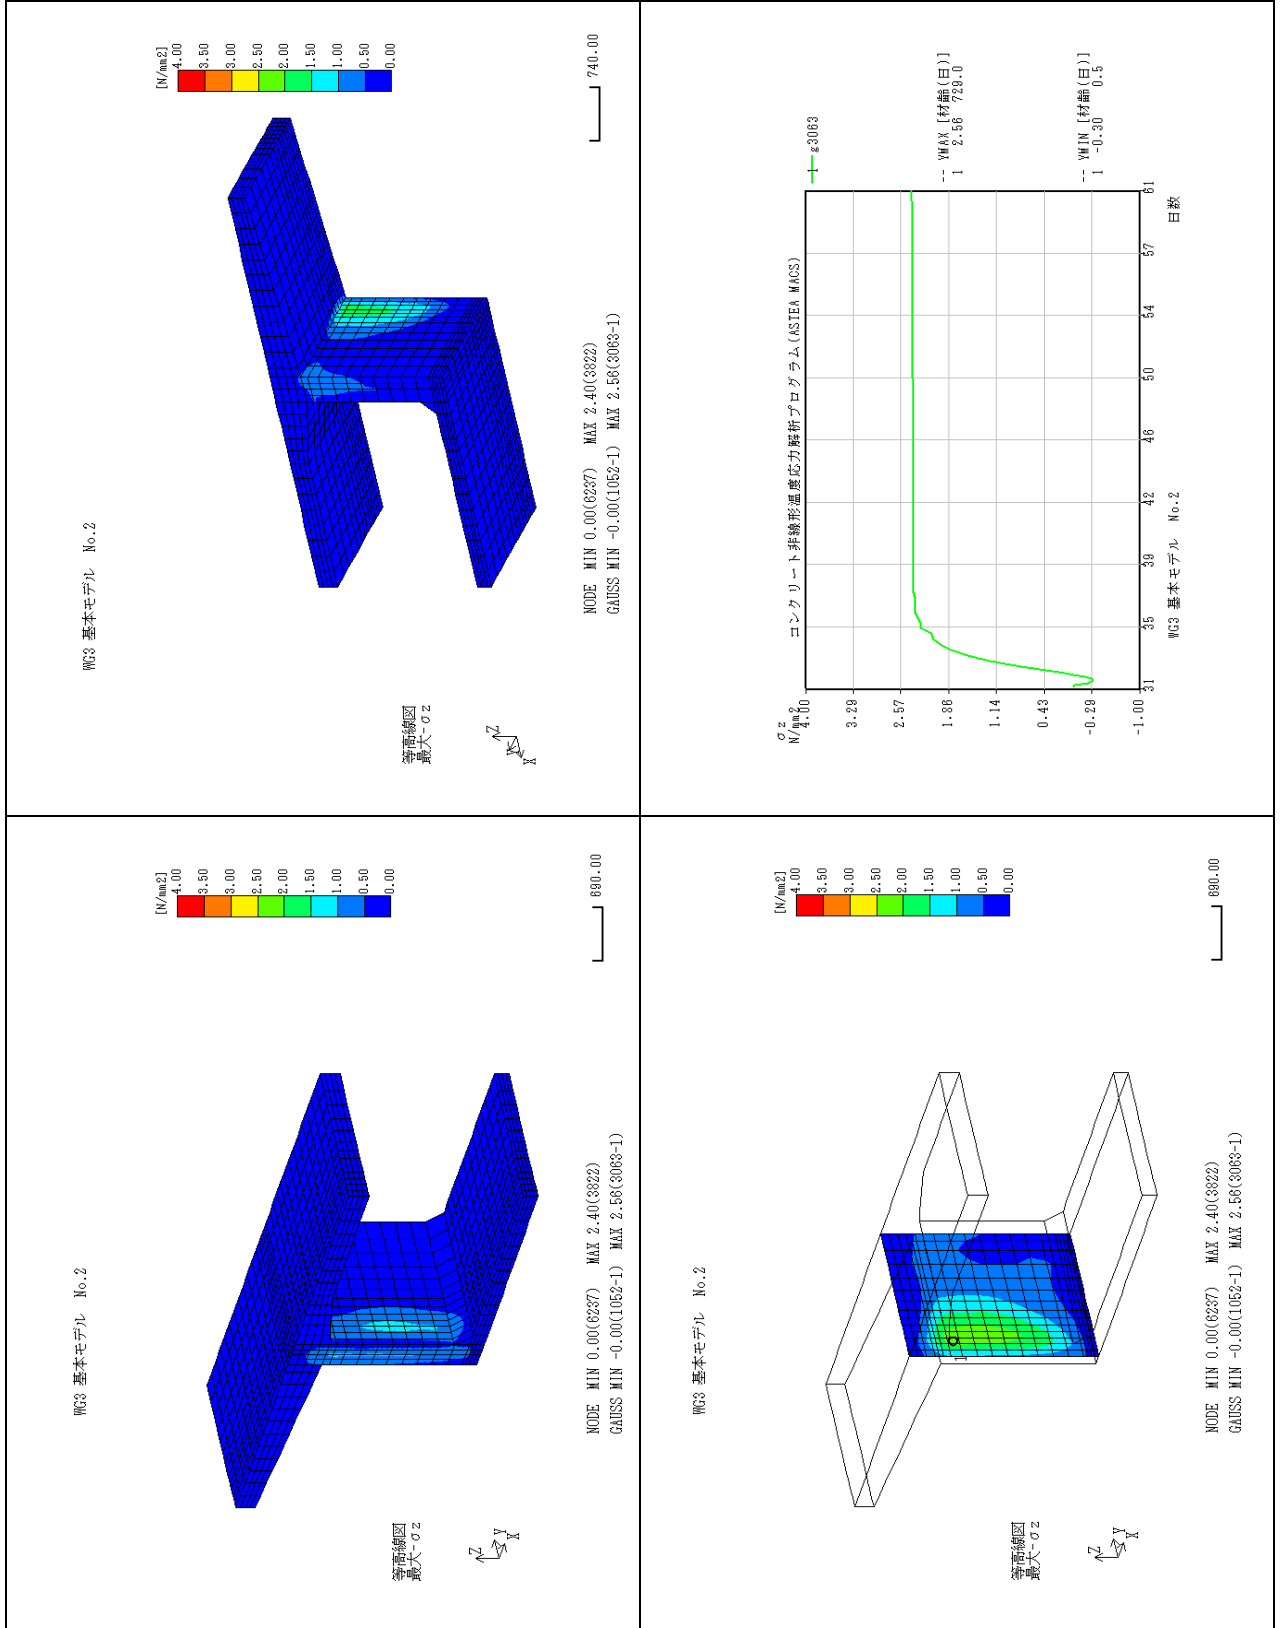 WG3 基本モデル No.2
[N/mm2]
4.00
3.50
3.00
2.50
2.00
1.50
1.00
0.50
0.00
等高線図
最大-σz
Z
Y
X
NODE MIN 0.00(6237) MAX 2.40(3822)
GAUSS MIN -0.00(1052-1) MAX 2.56(3063-1)
690.00
WG3 基本モデル No.2
[N/mm2]
4.00
3.50
3.00
2.50
2.00
1.50
1.00
0.50
0.00
等高線図
最大-σz
Z
Y
X
NODE MIN 0.00(6237) MAX 2.40(3822)
GAUSS MIN -0.00(1052-1) MAX 2.56(3063-1)
740.00
WG3 基本モデル No.2
[N/mm2]
4.00
3.50
3.00
2.50
2.00
1.50
1.00
0.50
0.00
1
等高線図
最大-σz
Z
Y
X
NODE MIN 0.00(6237) MAX 2.40(3822)
GAUSS MIN -0.00(1052-1) MAX 2.56(3063-1)
690.00
σz
N/mm2
コンクリート非線形温度応力解析プログラム(ASTEA MACS)
4.00
3.29
2.57
1.86
1.14
0.43
-0.29
-1.00
31
35
39
42
46
50
54
57
61
日数
1 g3063
-- YMAX [材齢(日)]
1 2.56 729.0
-- YMIN [材齢(日)]
1 -0.30 0.5
WG3 基本モデル No.2